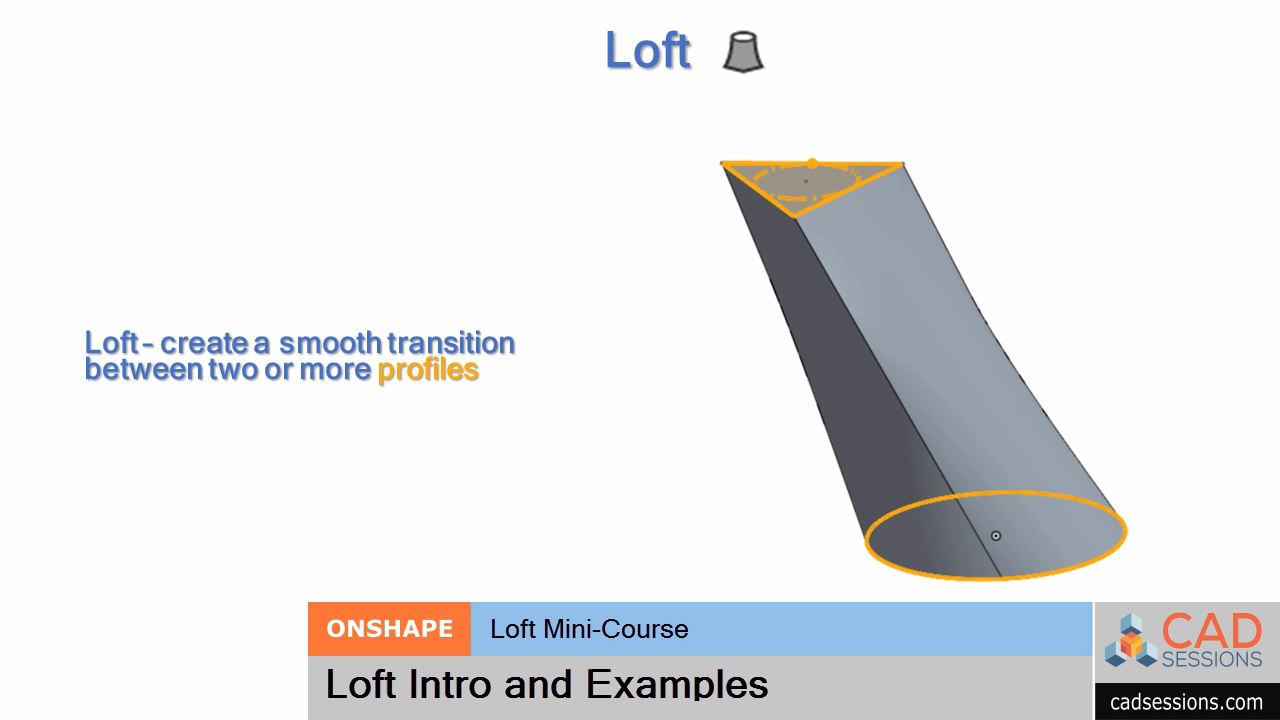 Loft
Loft - create a smooth transition
between two or more profiles
ONSHAPE Loft Mini-Course
Loft Intro and Examples
CAD
SESSIONS
cadsessions.com